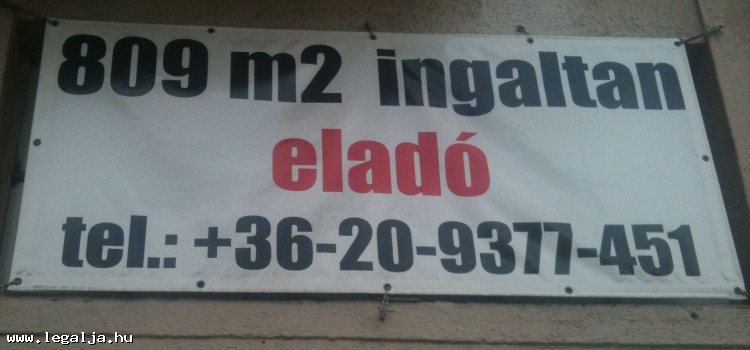 809 m2 ingaltan
eladó
tel.: +36-20-9377-451
www.legalja.hu